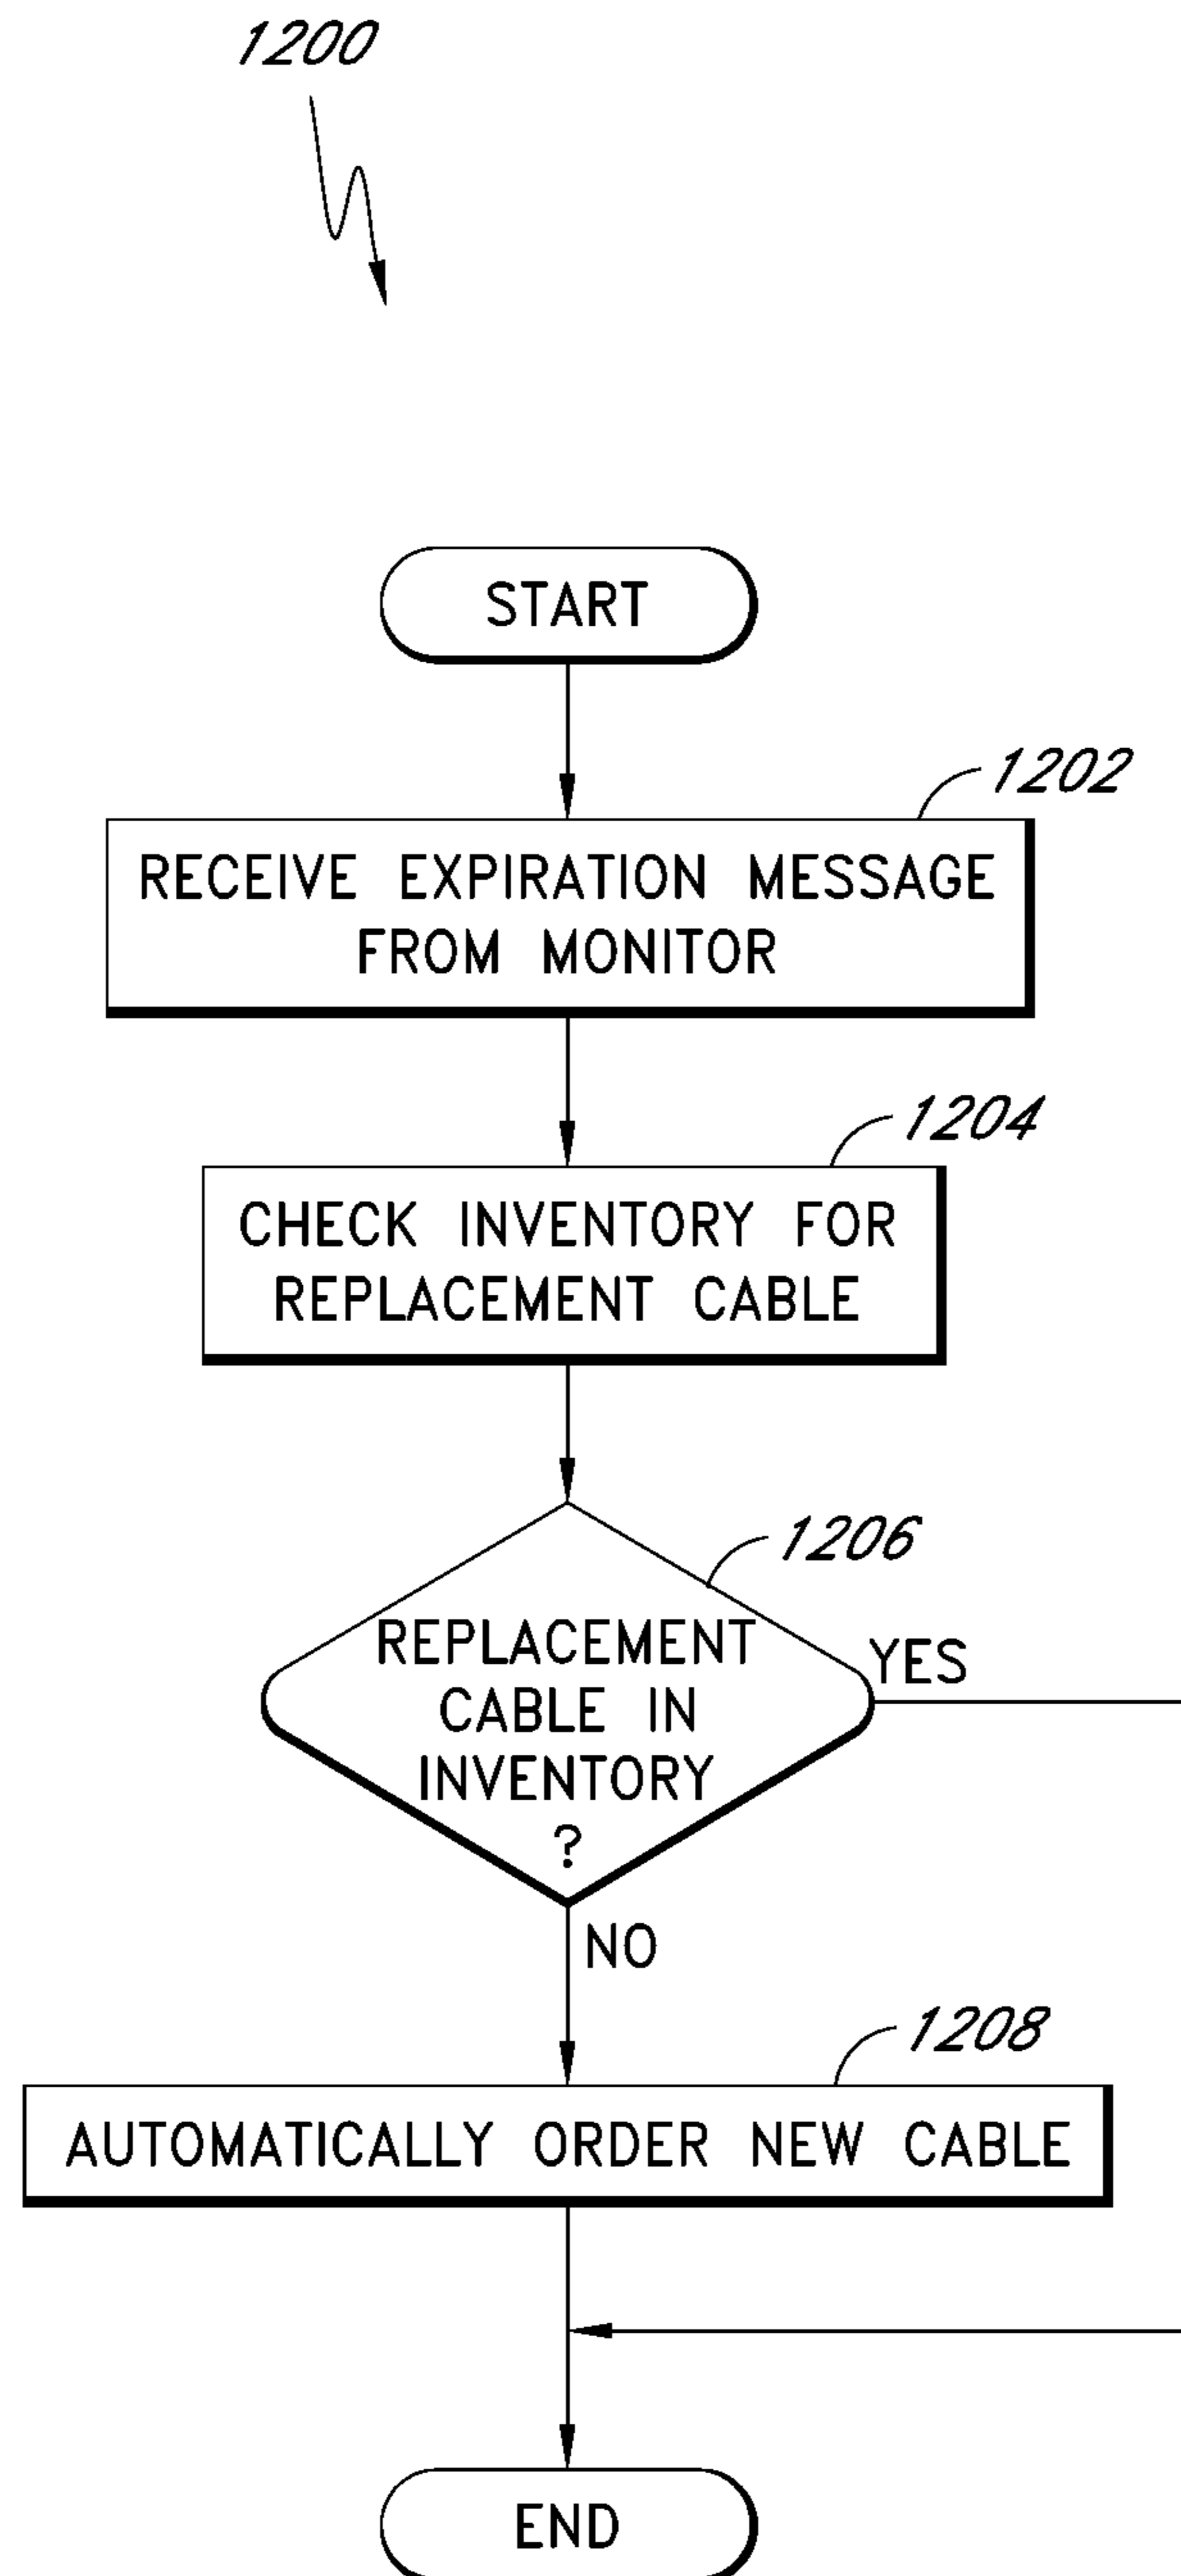 1200
START
1202
RECEIVE EXPIRATION MESSAGE
FROM MONITOR
1204
CHECK INVENTORY FOR
REPLACEMENT CABLE
1206
REPLACEMENT
CABLE IN
INVENTORY
?
YES
NO
1208
AUTOMATICALLY ORDER NEW CABLE
END